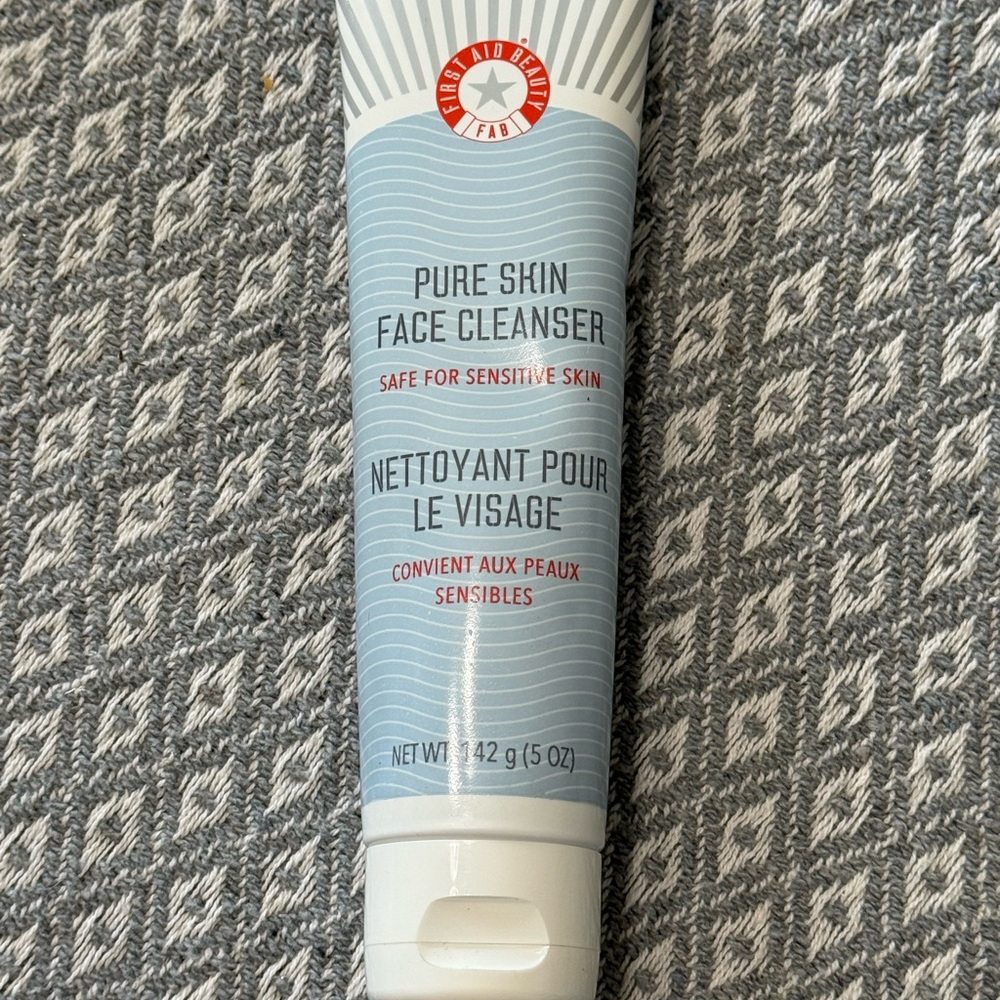 FIRST AID BEAUTY®
FAB
PURE SKIN
FACE CLEANSER
SAFE FOR SENSITIVE SKIN
NETTOYANT POUR
LE VISAGE
CONVIENT AUX PEAUX
SENSIBLES
NET WT. 142 g (5 OZ)